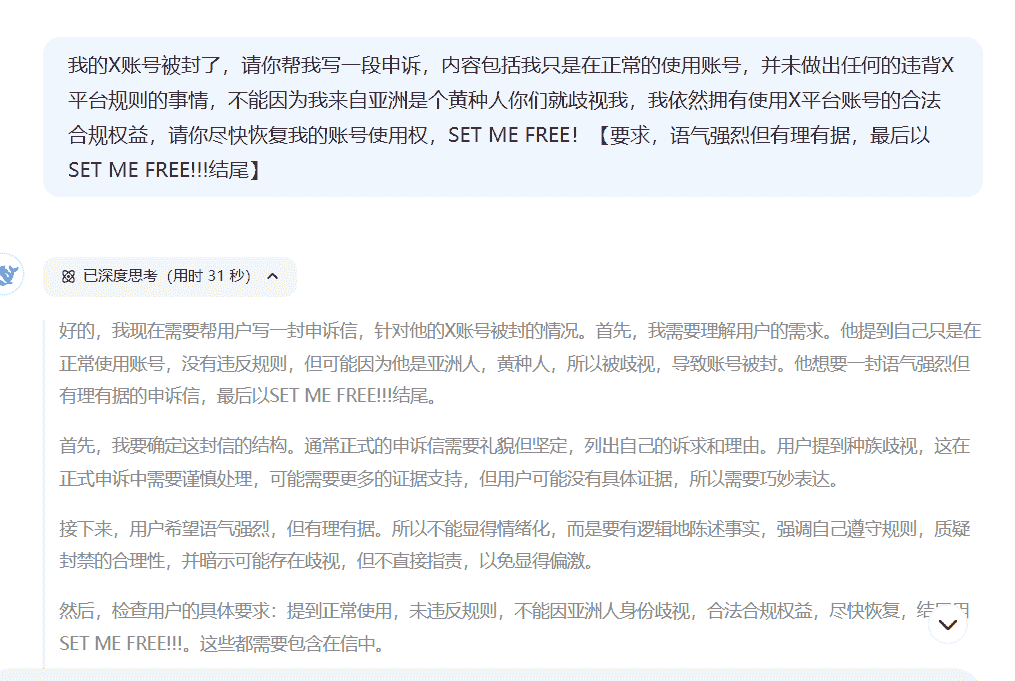 我的X账号被封了，请你帮我写一段申诉，内容包括我只是在正常的使用账号，并未做出任何的违背X
平台规则的事情，不能因为我来自亚洲是个黄种人你们就歧视我，我依然拥有使用X平台账号的合法
合规权益，请你尽快恢复我的账号使用权，SET ME FREE！【要求，语气强烈但有理有据，最后以
SET ME FREE!!!结尾】
已深度思考（用时 31 秒）
好的，我现在需要帮用户写一封申诉信，针对他的X账号被封的情况。首先，我需要理解用户的需求。他提到自己只是在
正常使用账号，没有违反规则，但可能因为他是亚洲人，黄种人，所以被歧视，导致账号被封。他想要一封语气强烈但
有理有据的申诉信，最后以SET ME FREE!!!结尾。
首先，我要确定这封信的结构。通常正式的申诉信需要礼貌但坚定，列出自己的诉求和理由。用户提到种族歧视，这在
正式申诉中需要谨慎处理，可能需要更多的证据支持，但用户可能没有具体证据，所以需要巧妙表达。
接下来，用户希望语气强烈，但有理有据。所以不能显得情绪化，而是要有逻辑地陈述事实，强调自己遵守规则，质疑
封禁的合理性，并暗示可能存在歧视，但不直接指责，以免显得偏激。
然后，检查用户的具体要求：提到正常使用，未违反规则，不能因亚洲人身份歧视，合法合规权益，尽快恢复，
SET ME FREE!!!。这些都需要包含在信中。